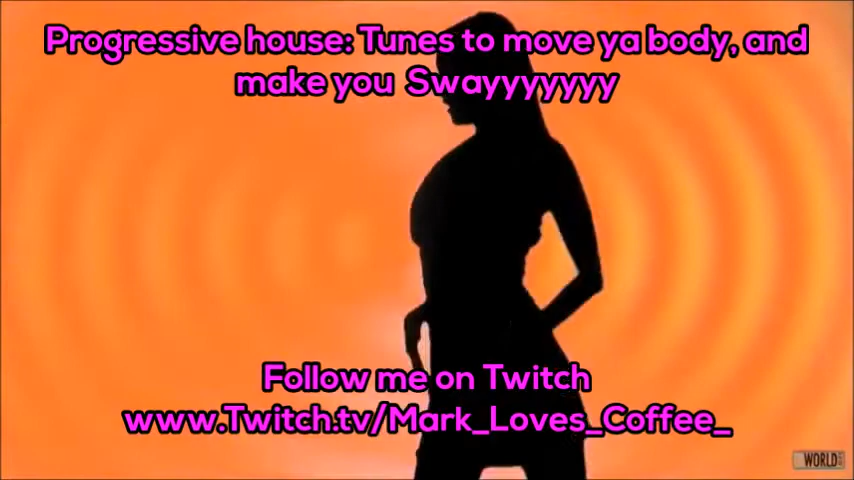 Progressive house: Tunes to move ya body, and
make you Swayyyyyyy
Follow me on Twitch
www.Twitch.tv/Mark_Loves_Coffee_
WORLD